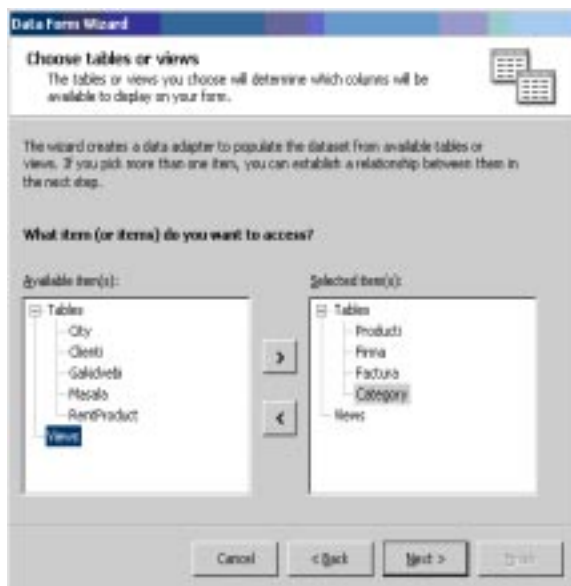 Data Form Wizard
Choose tables or views
The tables or views you choose will determine which columns will be
available to display on your form.
The wizard creates a data adapter to populate the dataset from available tables or
views. If you pick more than one item, you can establish a relationship between them in
the next step.
What item (or items) do you want to access?
Available item(s):
Selected item(s):
Tables
City
Clienti
Masala
RentProduct
Views
>
<
Tables
Producti
Firma
Factura
Category
Views
Cancel
< Back
Next >
Finish